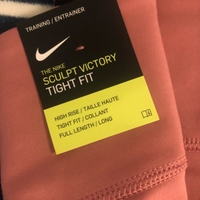 TRAINING / ENTRAINER
THE NIKE
SCULPT VICTORY
TIGHT FIT
HIGH RISE / TAILLE HAUTE
TIGHT FIT / COLLANT
FULL LENGTH / LONG